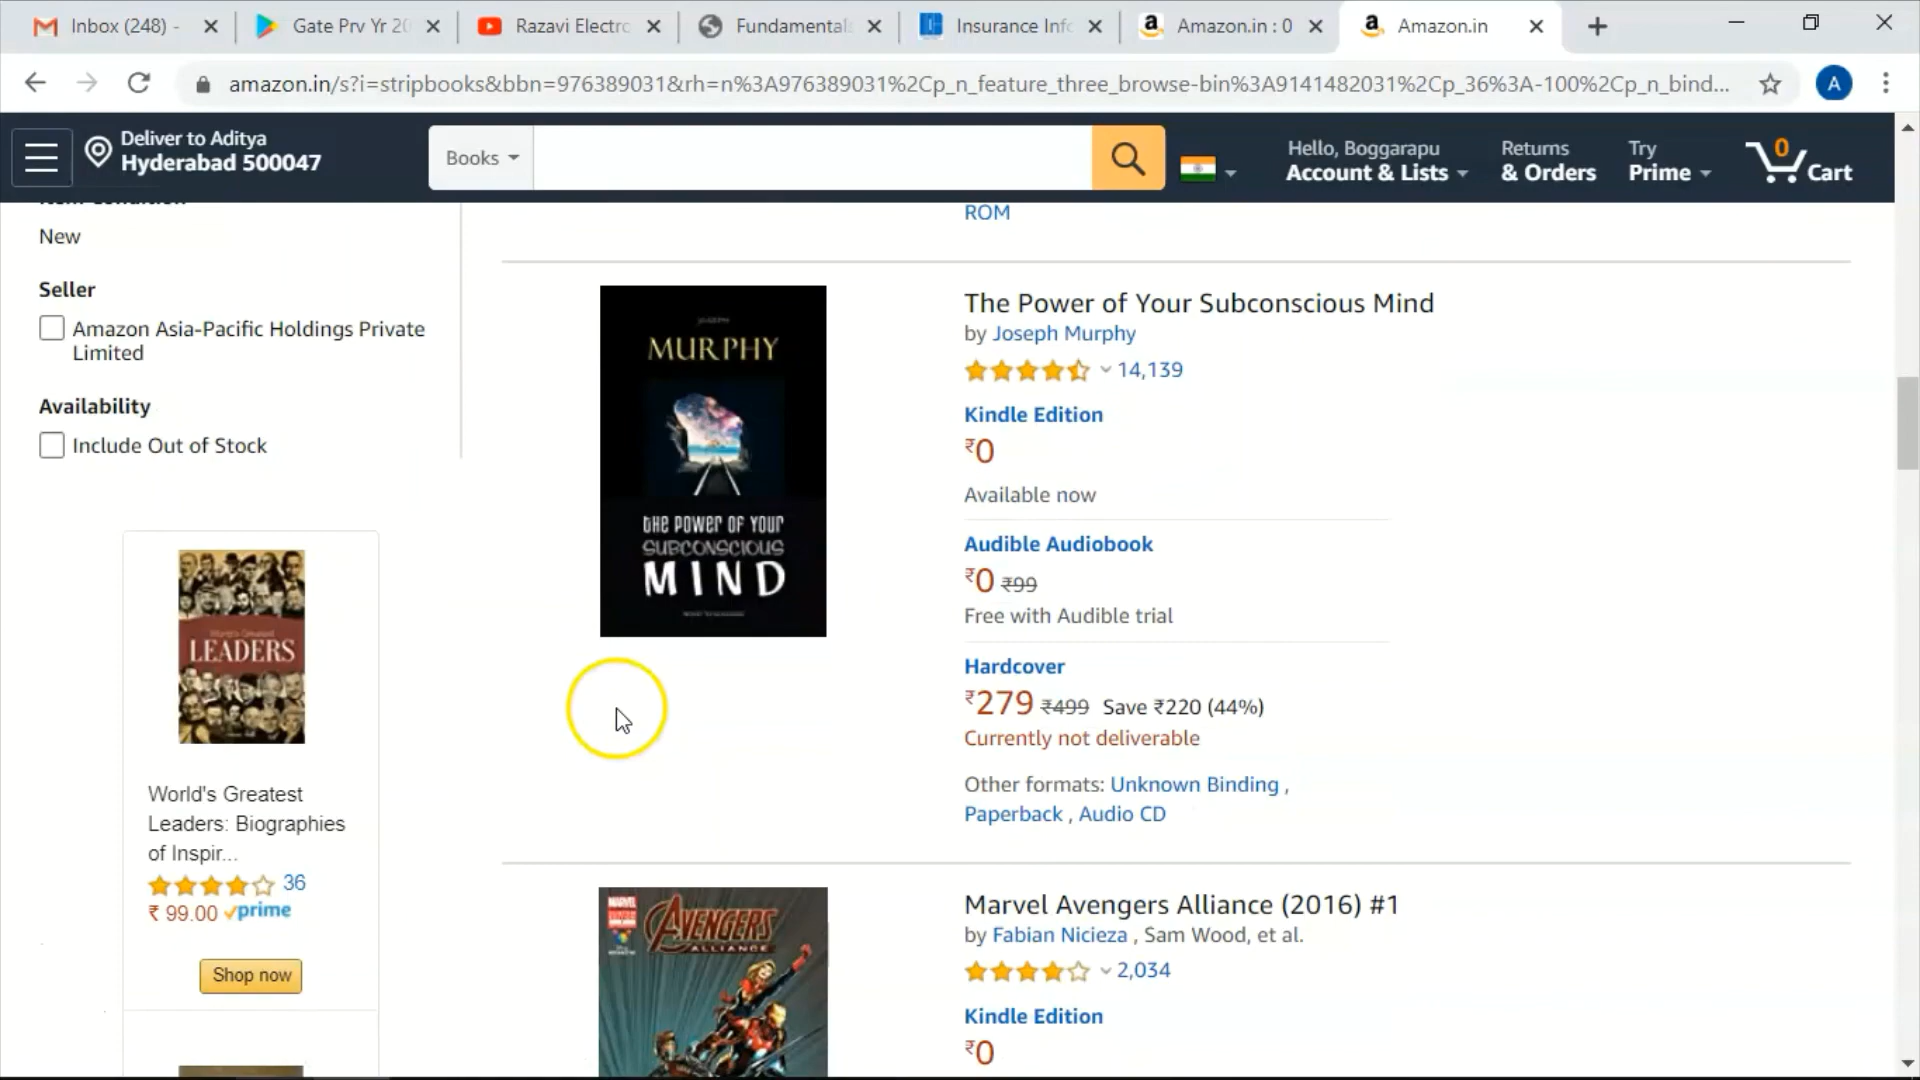 Inbox (248) -
Gate Prv Yr 20
Razavi Electro
Fundamentals
Insurance Info
Amazon.in : 0
Amazon.in
amazon.in/s?i=stripbooks&bbn=976389031&rh=n%3A976389031%2Cp_n_feature_three_browse-bin%3A9141482031%2Cp_36%3A-100%2Cp_n_bind...
A
Deliver to Aditya
Hyderabad 500047
Books
Hello, Boggarapu
Account & Lists
Returns
& Orders
Try
Prime
0
Cart
Item Condition
New
Seller
Amazon Asia-Pacific Holdings Private
Limited
Availability
Include Out of Stock
World's Greatest
LEADERS
World's Greatest
Leaders: Biographies
of Inspir...
36
₹ 99.00 prime
Shop now
ROM
JOSEPH
MURPHY
THE POWER OF YOUR
SUBCONSCIOUS
MIND
The Power of Your Subconscious Mind
by Joseph Murphy
14,139
Kindle Edition
₹0
Available now
Audible Audiobook
₹0 ₹99
Free with Audible trial
Hardcover
₹279 ₹499 Save ₹220 (44%)
Currently not deliverable
Other formats: Unknown Binding ,
Paperback , Audio CD
MARVEL
AVENGERS
ALLIANCE
Marvel Avengers Alliance (2016) #1
by Fabian Nicieza , Sam Wood, et al.
2,034
Kindle Edition
₹0